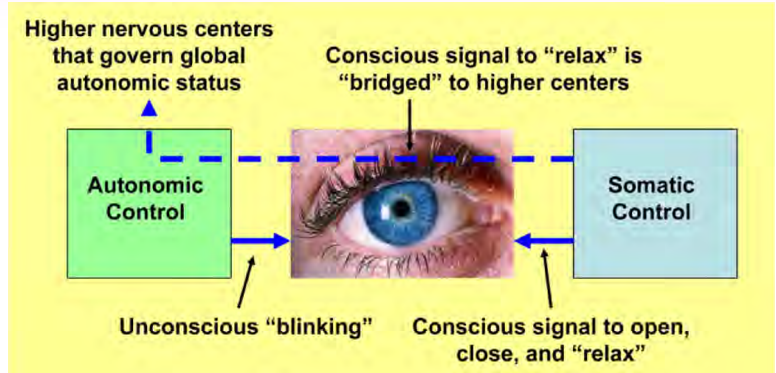 Higher nervous centers
that govern global
autonomic status
Conscious signal to “relax” is
“bridged” to higher centers
Autonomic
Control
Somatic
Control
Unconscious “blinking”
Conscious signal to open,
close, and “relax”